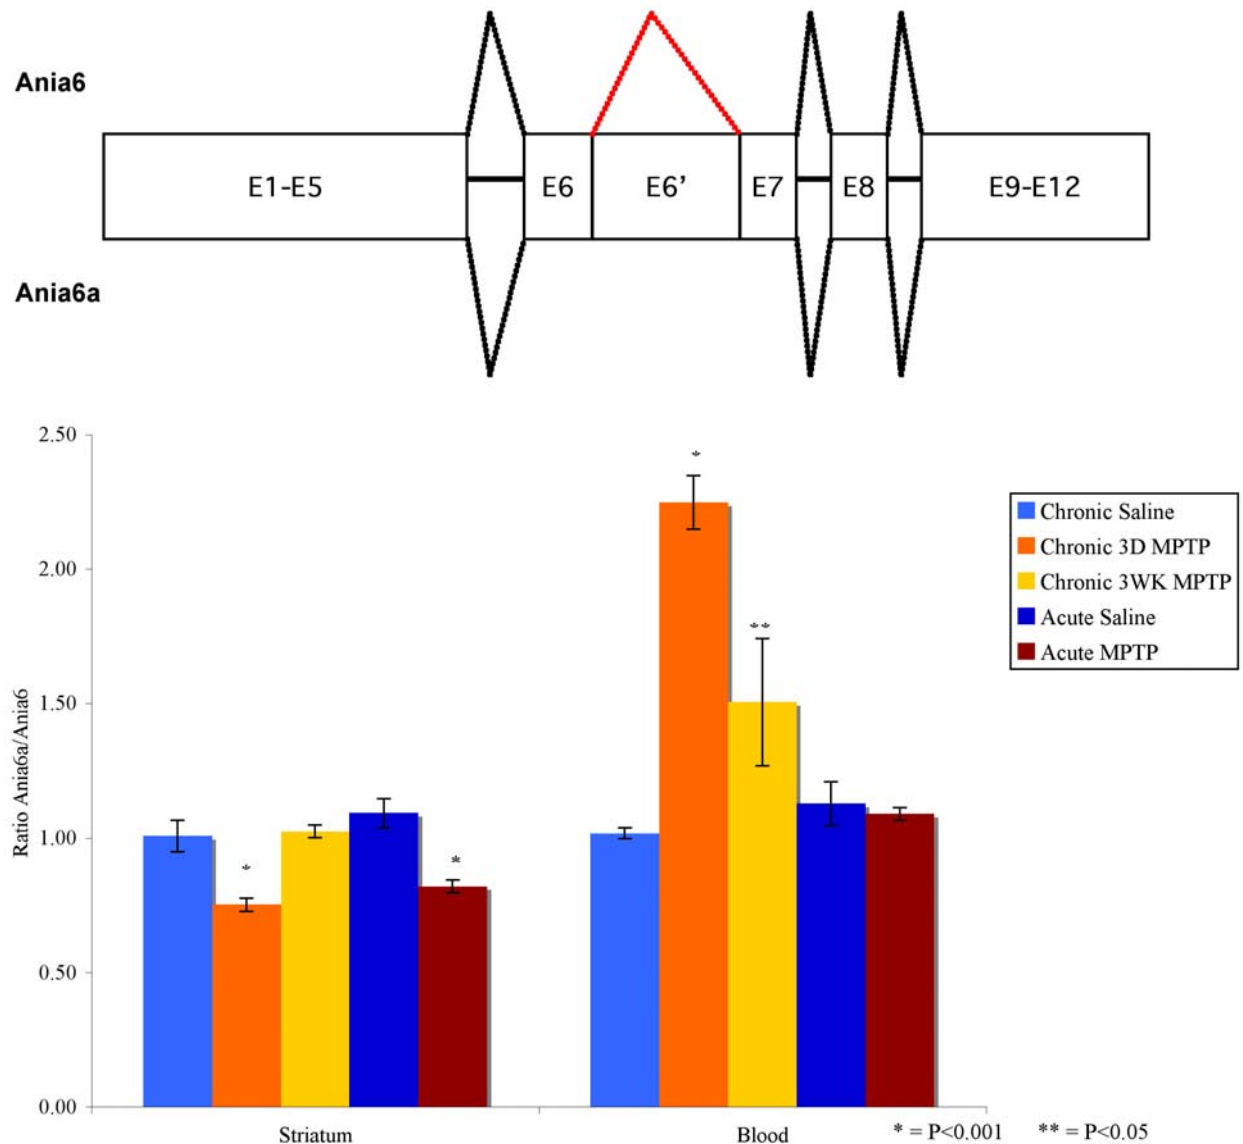 Ania6
E1-E5 E6 E6’ E7 E8 E9-E12
Ania6a
2.50
2.00
1.50
1.00
0.50
0.00
Ratio Ania6a/Ania6
*
*
*
**
Chronic Saline
Chronic 3D MPTP
Chronic 3WK MPTP
Acute Saline
Acute MPTP
Striatum
Blood
* = P<0.001 ** = P<0.05